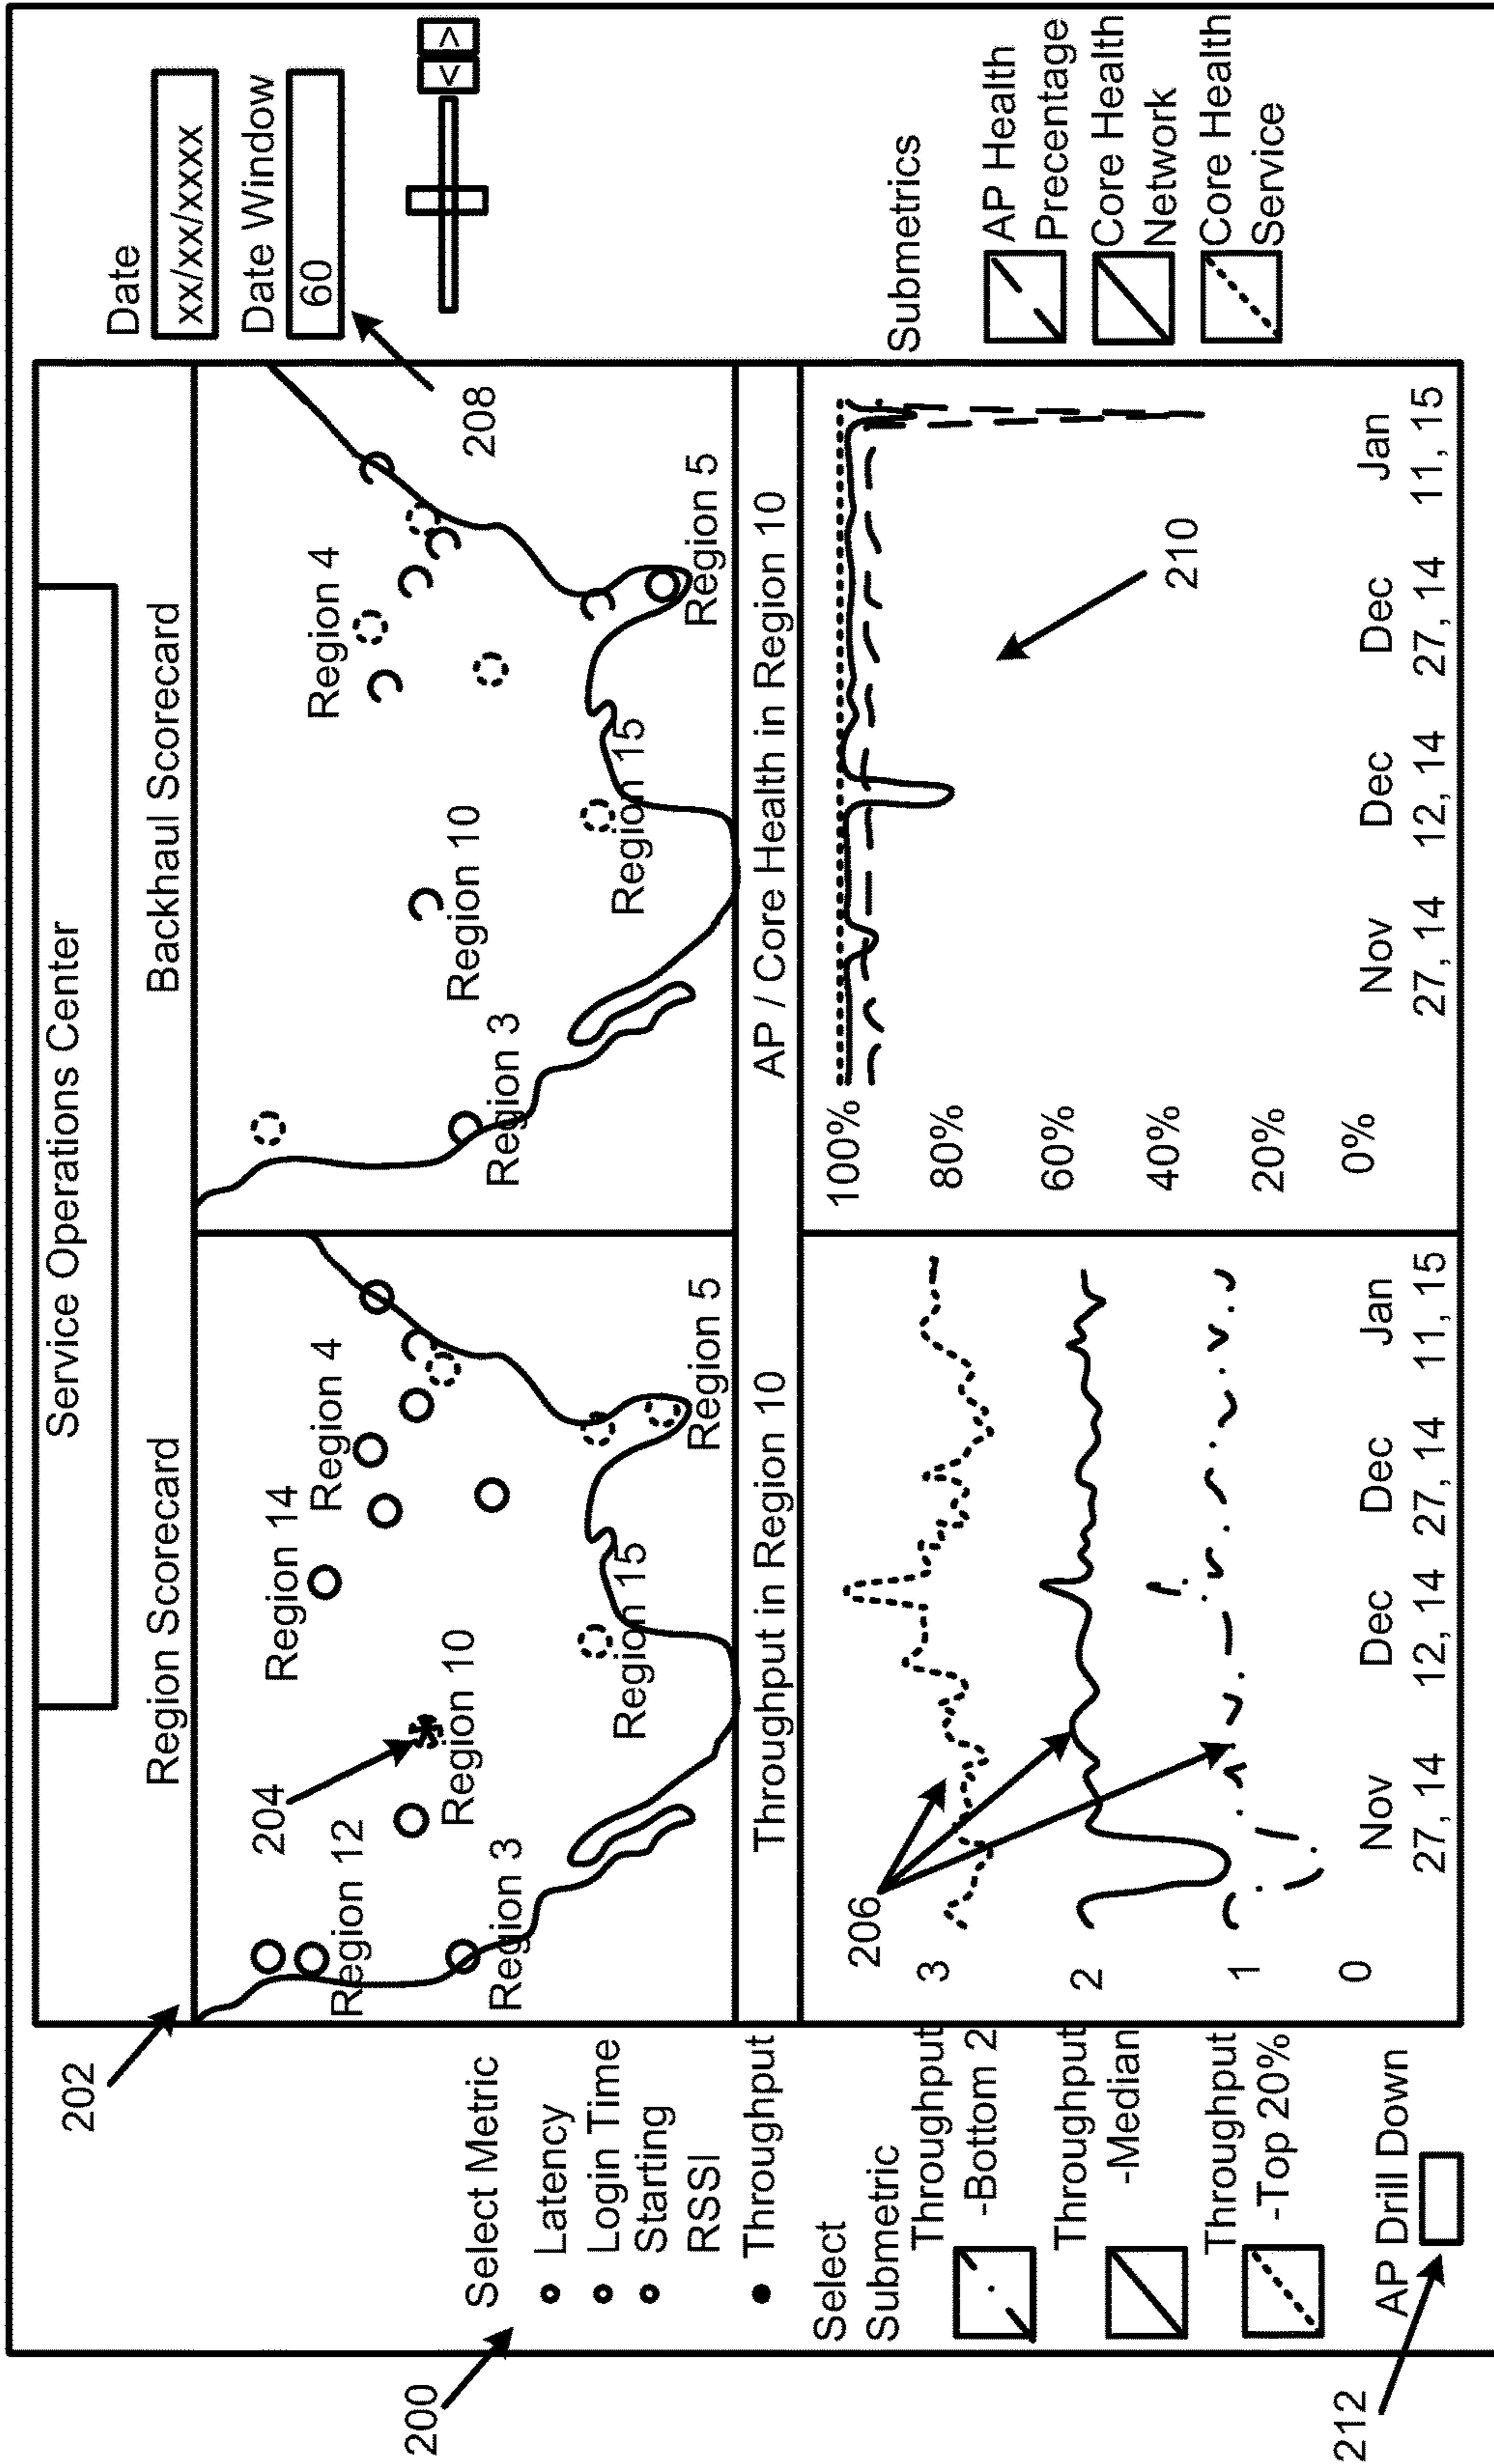 200
202
Service Operations Center
Region Scorecard
Backhaul Scorecard
Date
xx/xx/xxxx
Date Window
60
< >
208
Select Metric
Latency
Login Time
Starting
RSSI
Throughput
204
Region 12
Region 14
Region 4
Region 10
Region 3
Region 15
Region 5
Region 4
Region 10
Region 3
Region 15
Region 5
Throughput in Region 10
AP / Core Health in Region 10
Select
Submetric
Throughput
-Bottom 2
Throughput
-Median
Throughput
-Top 20%
AP Drill Down
212
206
3
2
1
0
Nov
27, 14
Dec
12, 14
Dec
27, 14
Jan
11, 15
100%
80%
60%
40%
20%
0%
210
Nov
27, 14
Dec
12, 14
Dec
27, 14
Jan
11, 15
Submetrics
AP Health
Precentage
Core Health
Network
Core Health
Service